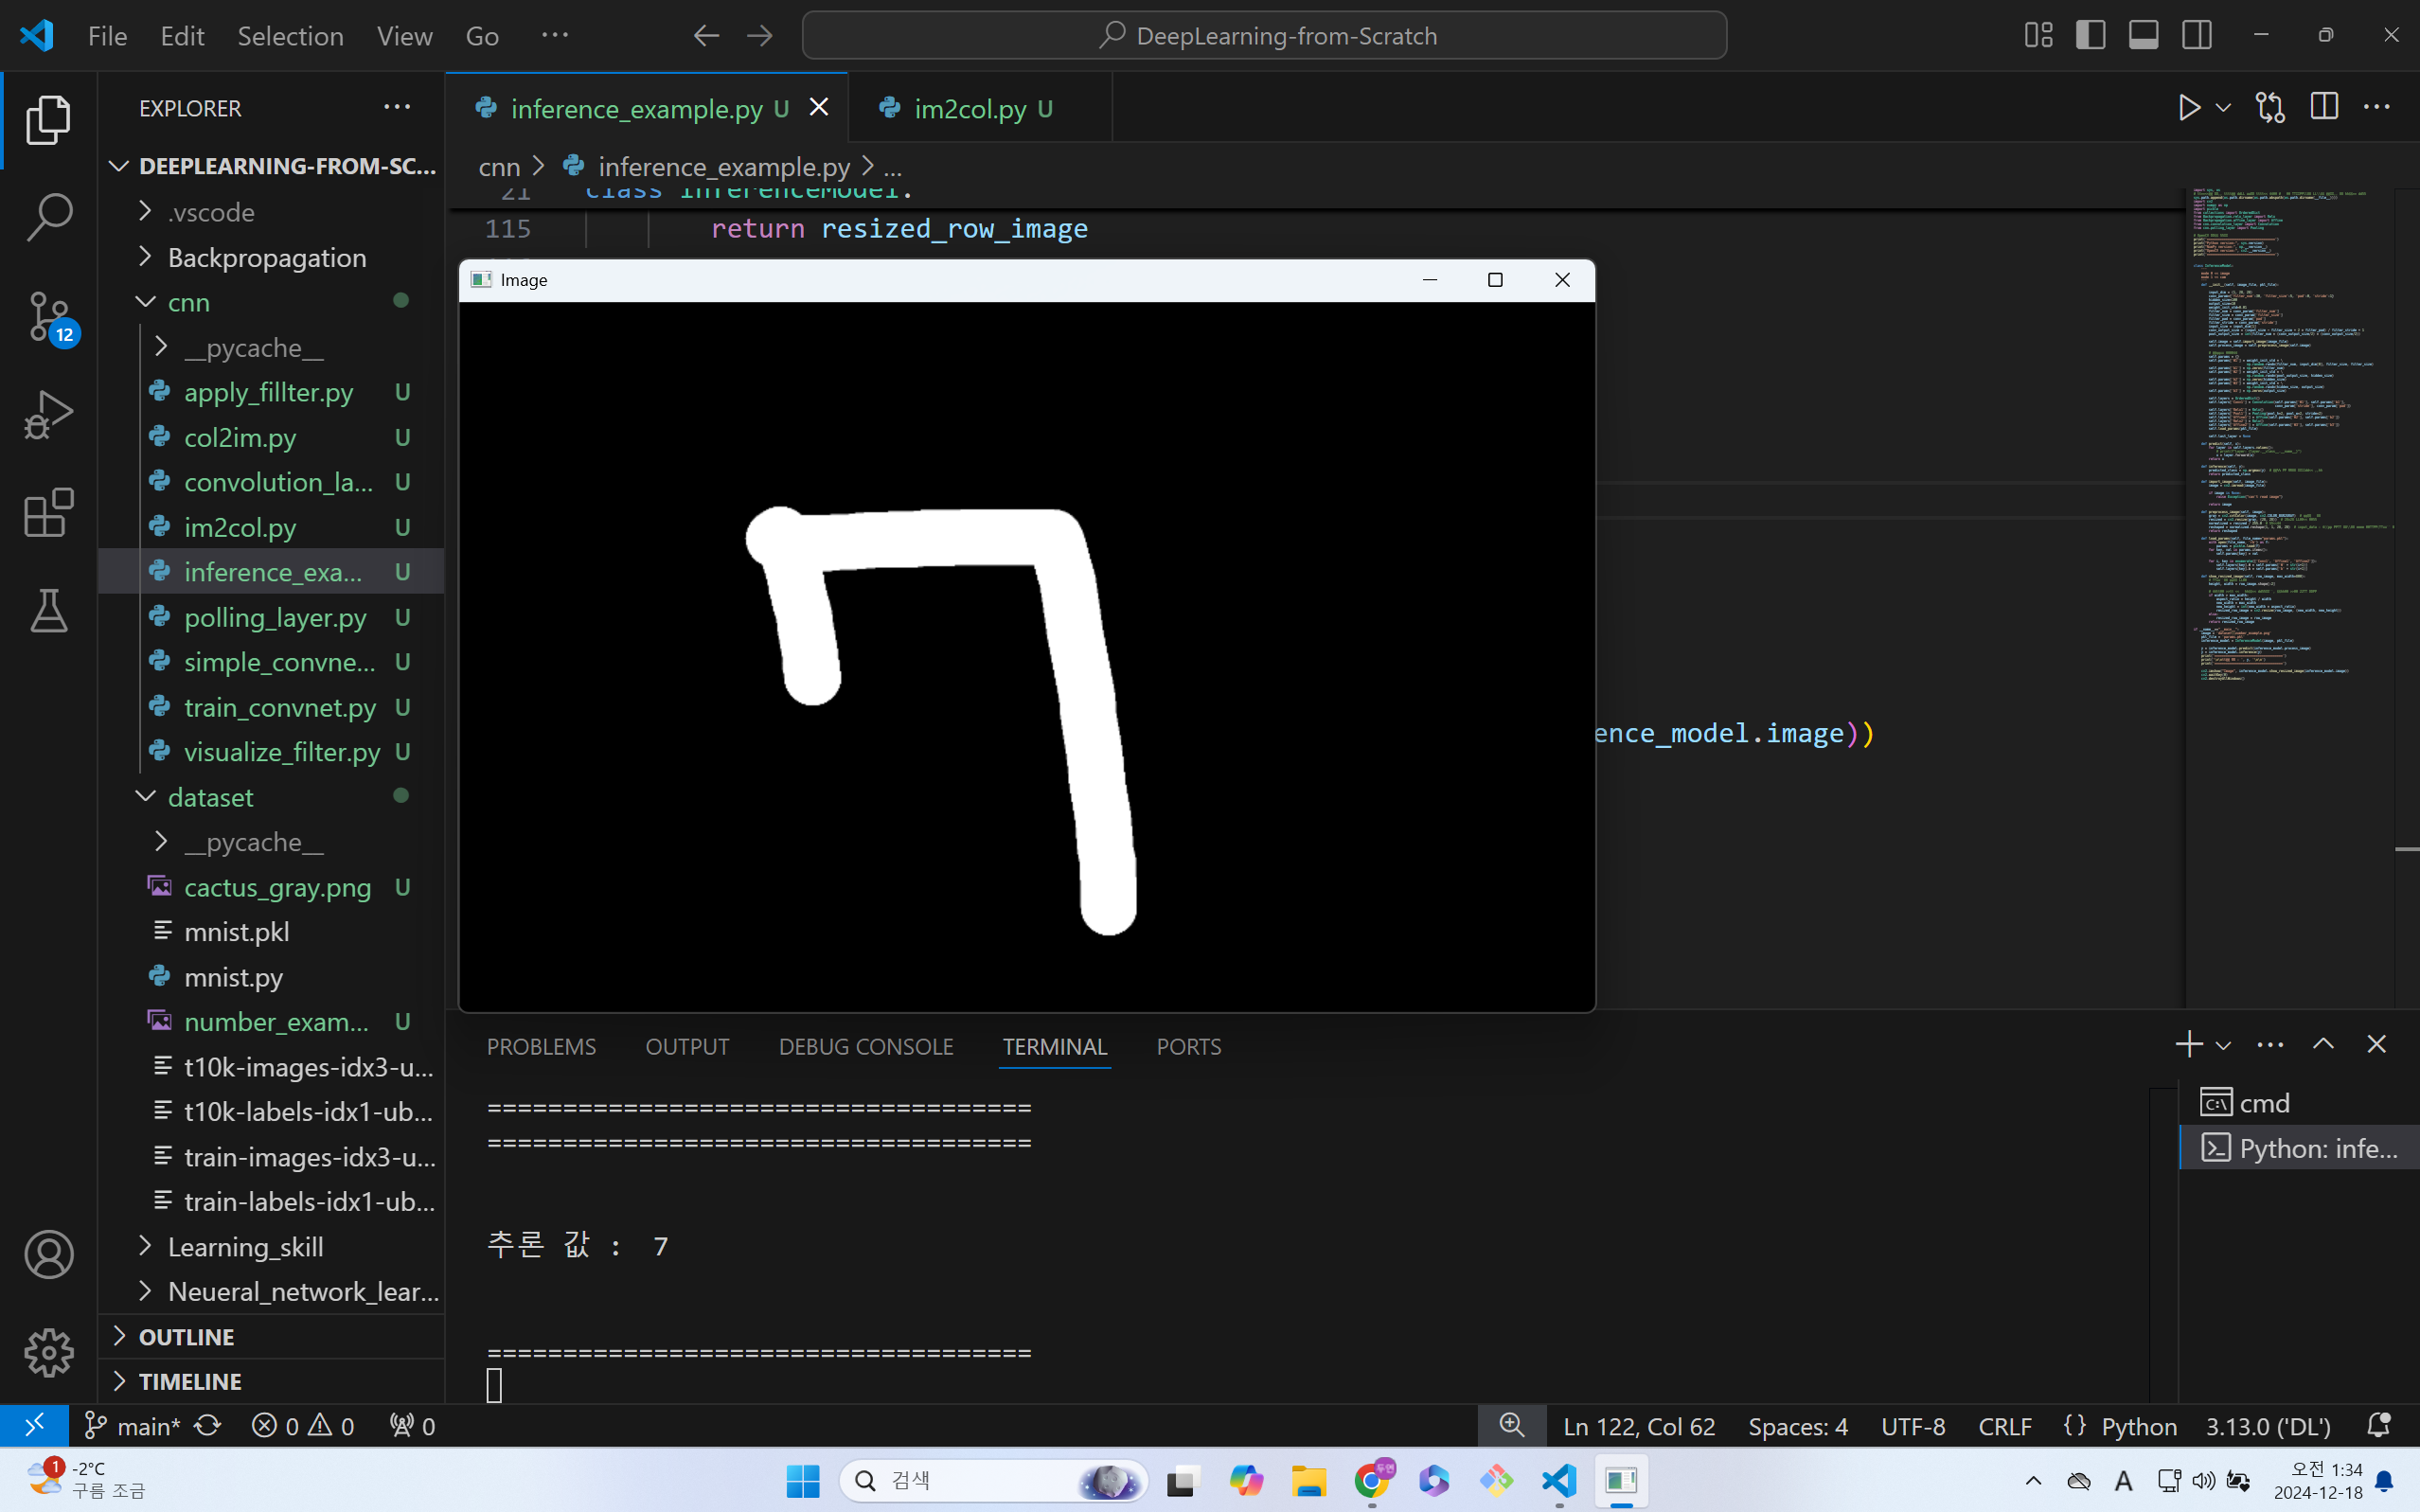 File Edit Selection View Go ... DeepLearning-from-Scratch
EXPLORER
DEEPLEARNING-FROM-SC...
.vscode
Backpropagation
cnn
__pycache__
apply_fillter.py U
col2im.py U
convolution_la... U
im2col.py U
inference_exa... U
polling_layer.py U
simple_convne... U
train_convnet.py U
visualize_filter.py U
dataset
__pycache__
cactus_gray.png U
mnist.pkl
mnist.py
number_exam... U
t10k-images-idx3-u...
t10k-labels-idx1-ub...
train-images-idx3-u...
train-labels-idx1-ub...
Learning_skill
Neueral_network_lear...
OUTLINE
TIMELINE
12
inference_example.py U im2col.py U
cnn > inference_example.py > ...
21 class InferenceModel:
115 return resized_row_image
Image
ence_model.image))
PROBLEMS OUTPUT DEBUG CONSOLE TERMINAL PORTS
====================================
====================================
추론 값 : 7
====================================
cmd
Python: infe...
main* 0 0 0 Ln 122, Col 62 Spaces: 4 UTF-8 CRLF {} Python 3.13.0 ('DL')
1 -2°C
구름 조금
검색
두연
A
오전 1:34
2024-12-18